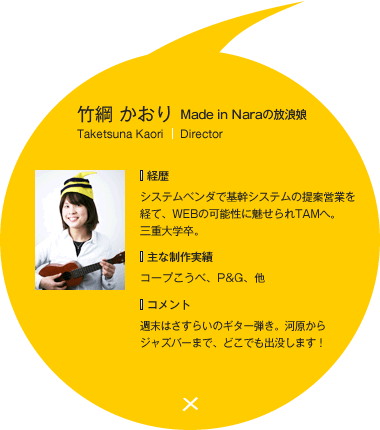 竹綱 かおり Made in Naraの放浪娘
Taketsuna Kaori | Director
経歴
システムベンダで基幹システムの提案営業を
経て、WEBの可能性に魅せられTAMへ。
三重大学卒。
主な制作実績
コープこうべ、P&G、他
コメント
週末はさすらいのギター弾き。河原から
ジャズバーまで、どこでも出没します！